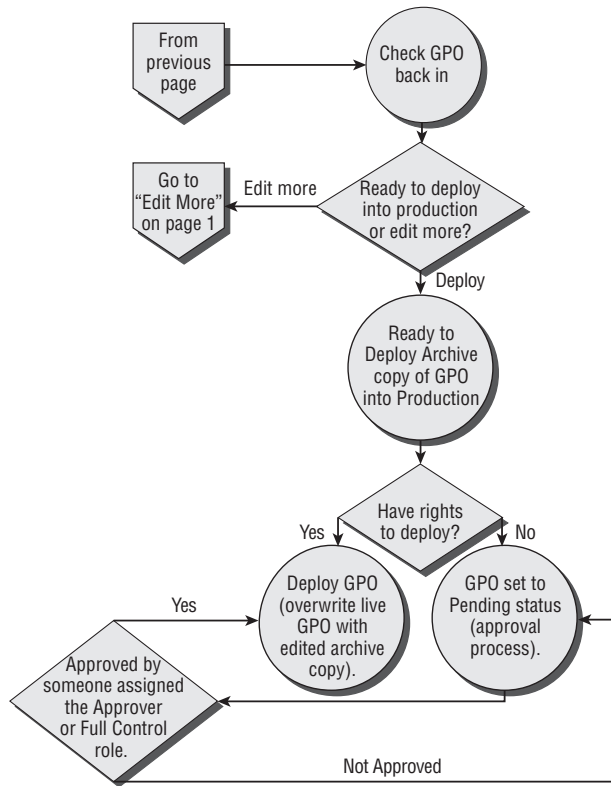 From
previous
page
Check GPO
back in
Go to
“Edit More”
on page 1
Edit more
Ready to deploy
into production
or edit more?
Deploy
Ready to
Deploy Archive
copy of GPO
into Production
Have rights
to deploy?
Yes
No
Deploy GPO
(overwrite live
GPO with
edited archive
copy).
GPO set to
Pending status
(approval
process).
Yes
Approved by
someone assigned
the Approver
or Full Control
role.
Not Approved